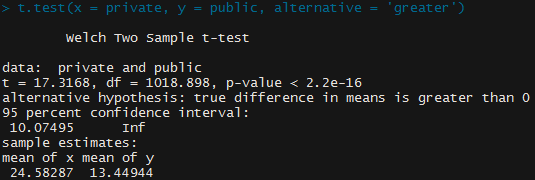 > t.test(x = private, y = public, alternative = 'greater')
Welch Two Sample t-test
data:  private and public
t = 17.3168, df = 1018.898, p-value < 2.2e-16
alternative hypothesis: true difference in means is greater than 0
95 percent confidence interval:
 10.07495      Inf
sample estimates:
mean of x mean of y
 24.58287  13.44944